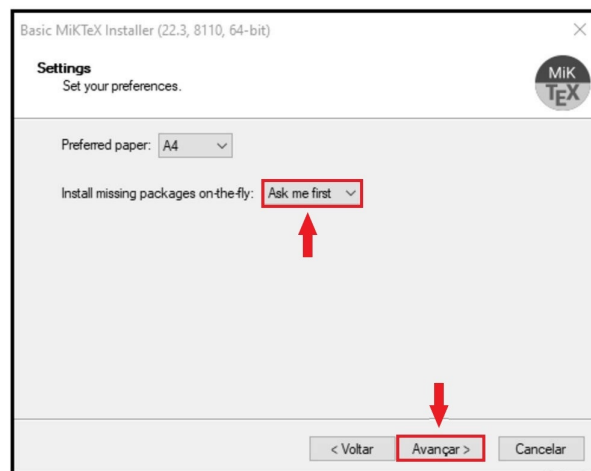 Basic MiKTeX Installer (22.3, 8110, 64-bit)
Settings
Set your preferences.
MiK
TEX
Preferred paper: A4
Install missing packages on-the-fly: Ask me first
< Voltar Avançar > Cancelar